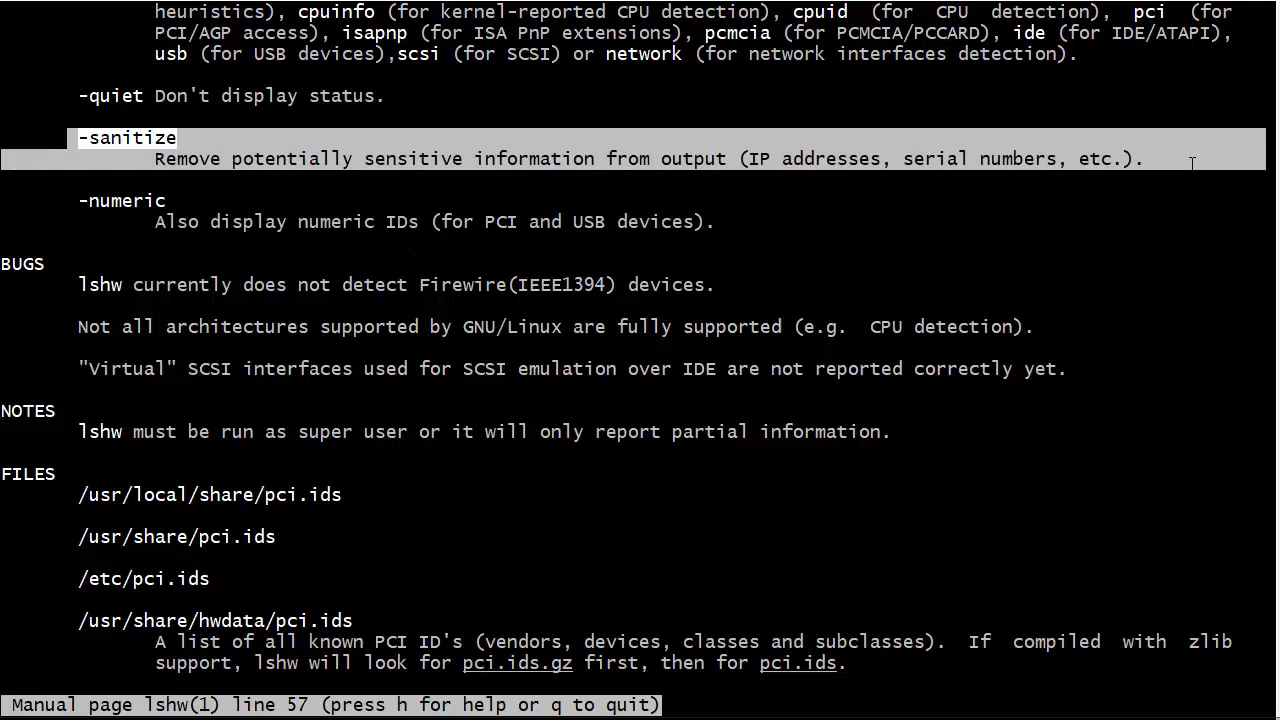 heuristics), cpuinfo (for kernel-reported CPU detection), cpuid (for CPU detection), pci (for
PCI/AGP access), isapnp (for ISA PnP extensions), pcmcia (for PCMCIA/PCCARD), ide (for IDE/ATAPI),
usb (for USB devices),scsi (for SCSI) or network (for network interfaces detection).
-quiet Don't display status.
-sanitize
Remove potentially sensitive information from output (IP addresses, serial numbers, etc.).
-numeric
Also display numeric IDs (for PCI and USB devices).
BUGS
lshw currently does not detect Firewire(IEEE1394) devices.
Not all architectures supported by GNU/Linux are fully supported (e.g. CPU detection).
"Virtual" SCSI interfaces used for SCSI emulation over IDE are not reported correctly yet.
NOTES
lshw must be run as super user or it will only report partial information.
FILES
/usr/local/share/pci.ids
/usr/share/pci.ids
/etc/pci.ids
/usr/share/hwdata/pci.ids
A list of all known PCI ID's (vendors, devices, classes and subclasses). If compiled with zlib
support, lshw will look for pci.ids.gz first, then for pci.ids.
Manual page lshw(1) line 57 (press h for help or q to quit)